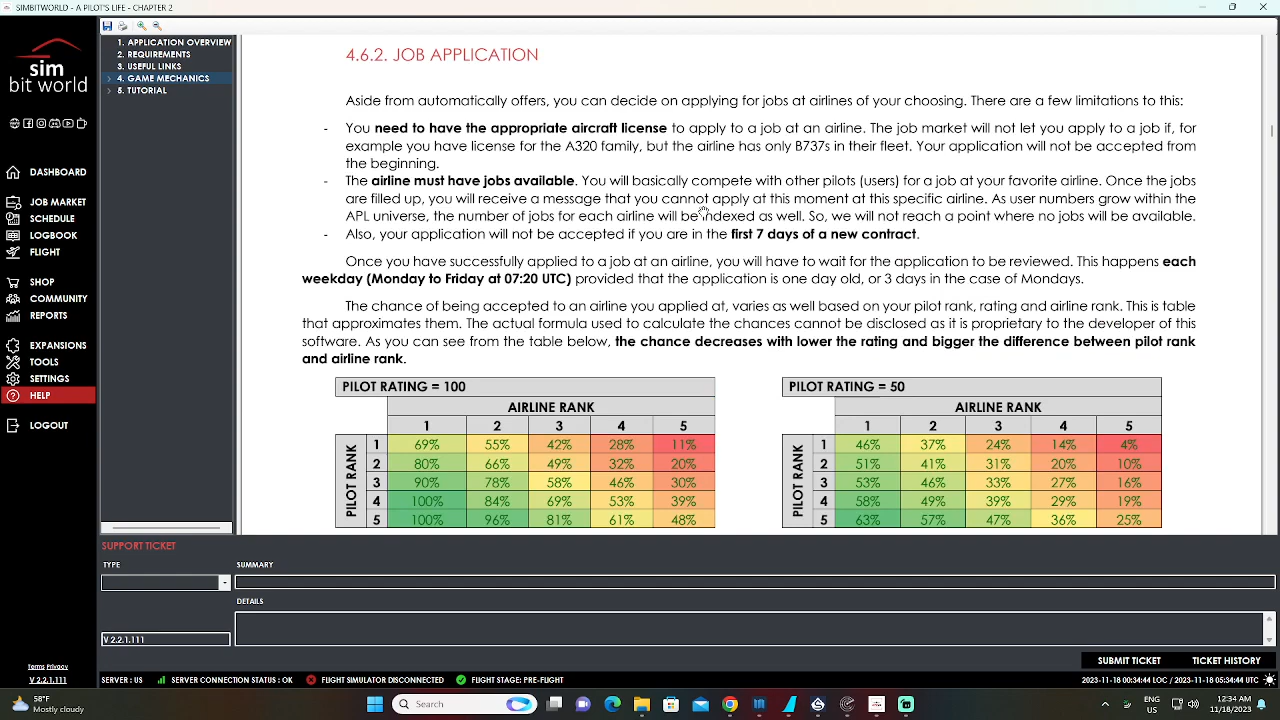 SIMBITWORLD - A PILOT'S LIFE - CHAPTER 2
sim
bit world
DASHBOARD
JOB MARKET
SCHEDULE
LOGBOOK
FLIGHT
SHOP
COMMUNITY
REPORTS
EXPANSIONS
TOOLS
SETTINGS
HELP
LOGOUT
Terms Privacy
V 2.2.1.111
1. APPLICATION OVERVIEW
2. REQUIREMENTS
3. USEFUL LINKS
4. GAME MECHANICS
5. TUTORIAL
4.6.2. JOB APPLICATION
Aside from automatically offers, you can decide on applying for jobs at airlines of your choosing. There are a few limitations to this:
- You need to have the appropriate aircraft license to apply to a job at an airline. The job market will not let you apply to a job if, for
example you have license for the A320 family, but the airline has only B737s in their fleet. Your application will not be accepted from
the beginning.
- The airline must have jobs available. You will basically compete with other pilots (users) for a job at your favorite airline. Once the jobs
are filled up, you will receive a message that you cannot apply at this moment at this specific airline. As user numbers grow within the
APL universe, the number of jobs for each airline will be indexed as well. So, we will not reach a point where no jobs will be available.
- Also, your application will not be accepted if you are in the first 7 days of a new contract.
Once you have successfully applied to a job at an airline, you will have to wait for the application to be reviewed. This happens each
weekday (Monday to Friday at 07:20 UTC) provided that the application is one day old, or 3 days in the case of Mondays.
The chance of being accepted to an airline you applied at, varies as well based on your pilot rank, rating and airline rank. This is table
that approximates them. The actual formula used to calculate the chances cannot be disclosed as it is proprietary to the developer of this
software. As you can see from the table below, the chance decreases with lower the rating and bigger the difference between pilot rank
and airline rank.
PILOT RATING = 100
AIRLINE RANK
1 2 3 4 5
PILOT RANK
1 69% 55% 42% 28% 11%
2 80% 66% 49% 32% 20%
3 90% 78% 58% 46% 30%
4 100% 84% 69% 53% 39%
5 100% 96% 81% 61% 48%
PILOT RATING = 50
AIRLINE RANK
1 2 3 4 5
PILOT RANK
1 46% 37% 24% 14% 4%
2 51% 41% 31% 20% 10%
3 53% 46% 33% 27% 16%
4 58% 49% 39% 29% 19%
5 63% 57% 47% 36% 25%
SUPPORT TICKET
TYPE
SUMMARY
DETAILS
V 2.2.1.111
SUBMIT TICKET TICKET HISTORY
SERVER : US SERVER CONNECTION STATUS : OK FLIGHT SIMULATOR DISCONNECTED FLIGHT STAGE: PRE-FLIGHT 2023-11-18 00:34:44 LOC / 2023-11-18 05:34:44 UTC
58°F
Mostly cloudy
Search
ENG
US
12:34 AM
11/18/2023